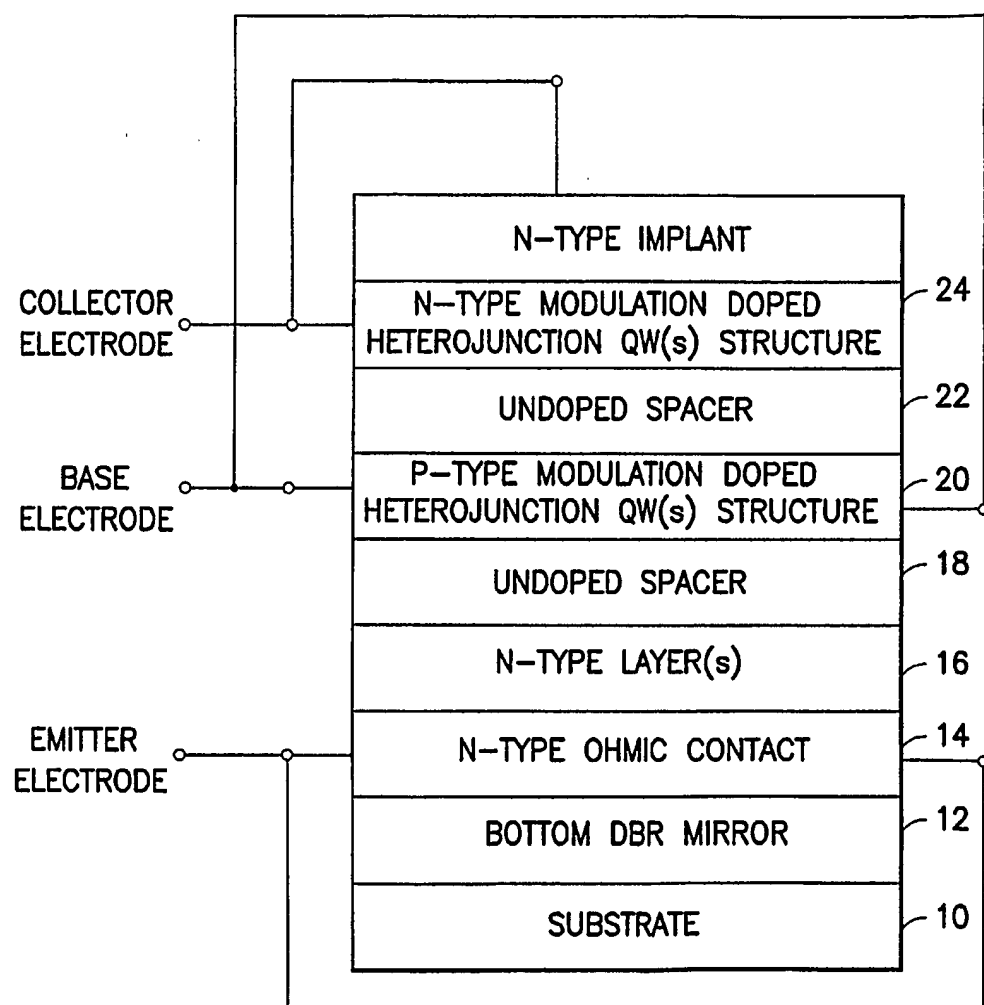 N-TYPE IMPLANT
COLLECTOR
ELECTRODE
N-TYPE MODULATION DOPED
HETEROJUNCTION QW(s) STRUCTURE
24
UNDOPED SPACER
22
BASE
ELECTRODE
P-TYPE MODULATION DOPED
HETEROJUNCTION QW(s) STRUCTURE
20
UNDOPED SPACER
18
N-TYPE LAYER(s)
16
EMITTER
ELECTRODE
N-TYPE OHMIC CONTACT
14
BOTTOM DBR MIRROR
12
SUBSTRATE
10